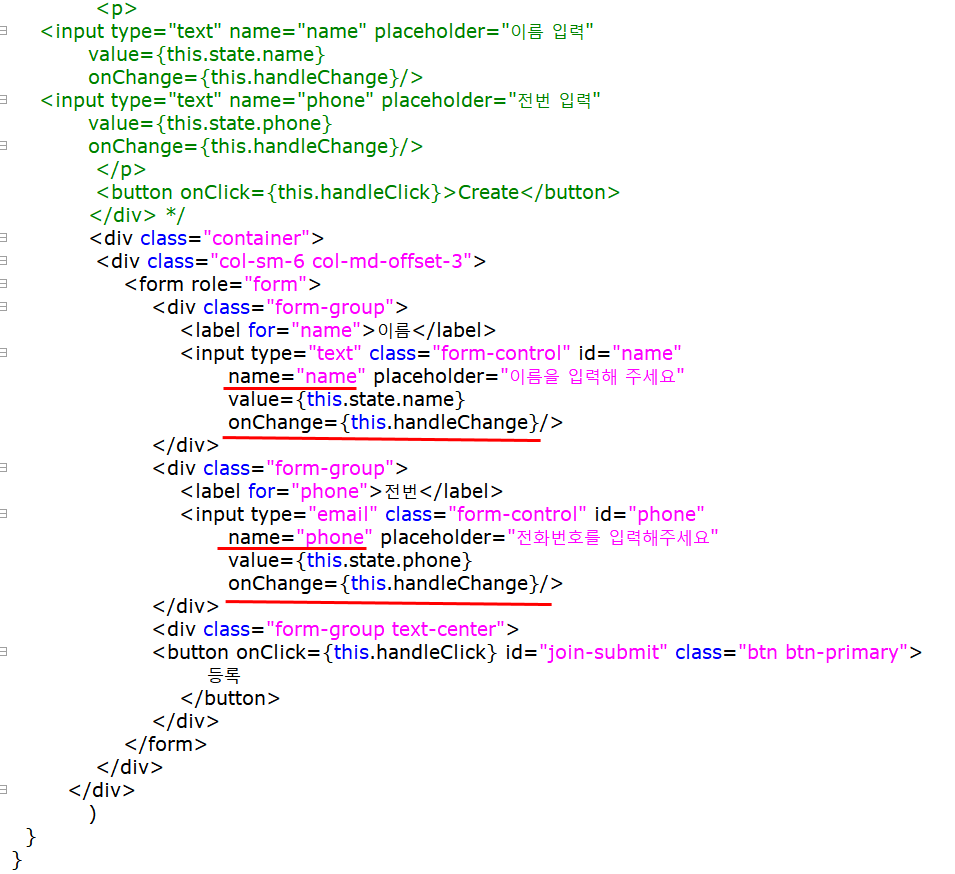 <p>
<input type="text" name="name" placeholder="이름 입력"
value={this.state.name}
onChange={this.handleChange}/>
<input type="text" name="phone" placeholder="전번 입력"
value={this.state.phone}
onChange={this.handleChange}/>
</p>
<button onClick={this.handleClick}>Create</button>
</div> */
<div class="container">
<div class="col-sm-6 col-md-offset-3">
<form role="form">
<div class="form-group">
<label for="name">이름</label>
<input type="text" class="form-control" id="name"
name="name" placeholder="이름을 입력해 주세요"
value={this.state.name}
onChange={this.handleChange}/>
</div>
<div class="form-group">
<label for="phone">전번</label>
<input type="email" class="form-control" id="phone"
name="phone" placeholder="전화번호를 입력해주세요"
value={this.state.phone}
onChange={this.handleChange}/>
</div>
<div class="form-group text-center">
<button onClick={this.handleClick} id="join-submit" class="btn btn-primary">
등록
</button>
</div>
</form>
</div>
</div>
)
}
}